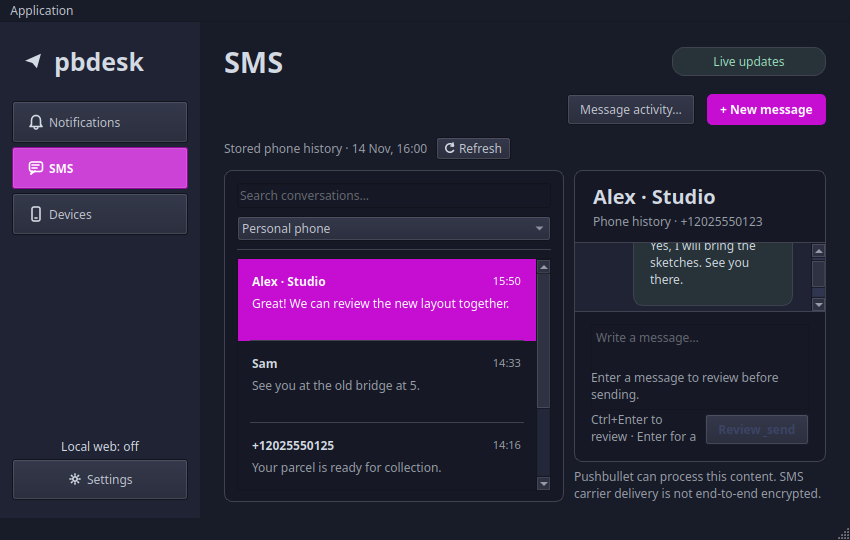 Application
pbdesk
Notifications
SMS
Devices
Local web: off
Settings
SMS
Live updates
Message activity...
+ New message
Stored phone history · 14 Nov, 16:00
Refresh
Search conversations...
Personal phone
Alex · Studio
15:50
Great! We can review the new layout together.
Sam
14:33
See you at the old bridge at 5.
+12025550125
14:16
Your parcel is ready for collection.
Alex · Studio
Phone history · +12025550123
Yes, I will bring the
sketches. See you
there.
Write a message...
Enter a message to review before
sending.
Ctrl+Enter to
review · Enter for a
Review_send
Pushbullet can process this content. SMS
carrier delivery is not end-to-end encrypted.